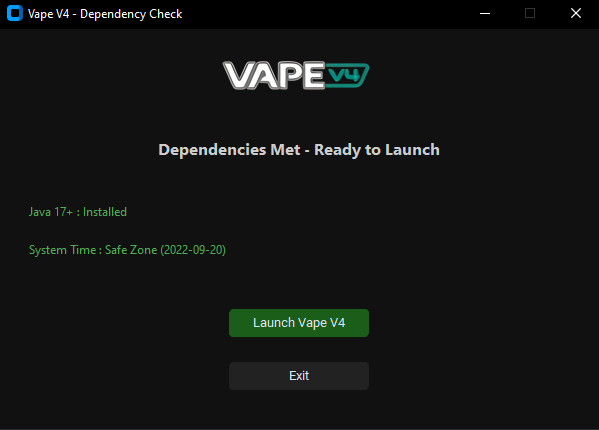 Vape V4 - Dependency Check
VAPE V4
Dependencies Met - Ready to Launch
Java 17+ : Installed
System Time : Safe Zone (2022-09-20)
Launch Vape V4
Exit